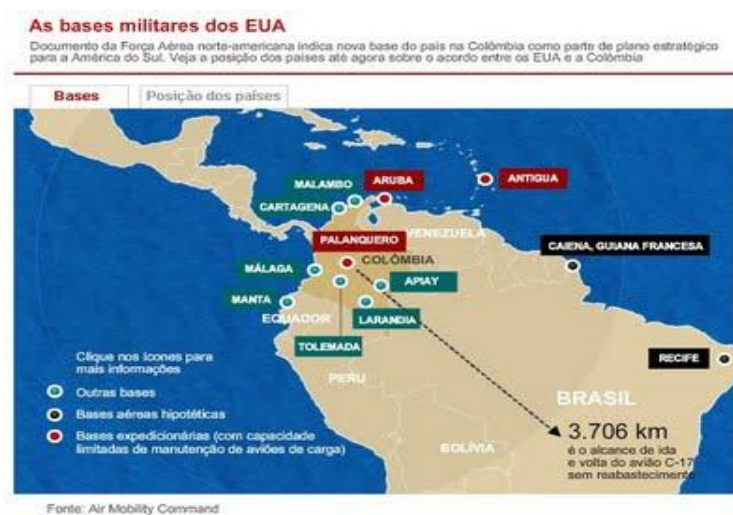 As bases militares dos EUA
Documento da Força Aérea norte-americana indica nova base do país na Colômbia como parte de plano estratégico
para a América do Sul. Veja a posição dos países até agora sobre o acordo entre os EUA e a Colômbia
Bases
Posição dos países
MALAMBO
ARUBA
ANTIGUA
CARTAGENA
PALANQUERO
VENEZUELA
CAIENA, GUIANA FRANCESA
COLÔMBIA
MÁLAGA
APIAY
MANTA
EQUADOR
LARANDIA
TOLEMADA
RECIFE
Clique nos ícones para
mais informações
Outras bases
Bases aéreas hipotéticas
Bases expedicionárias (com capacidade
limitadas de manutenção de aviões de carga)
PERU
BRASIL
BOLÍVIA
3.706 km
é o alcance de ida
e volta do avião C-17
sem reabastecimento
Fonte: Air Mobility Command